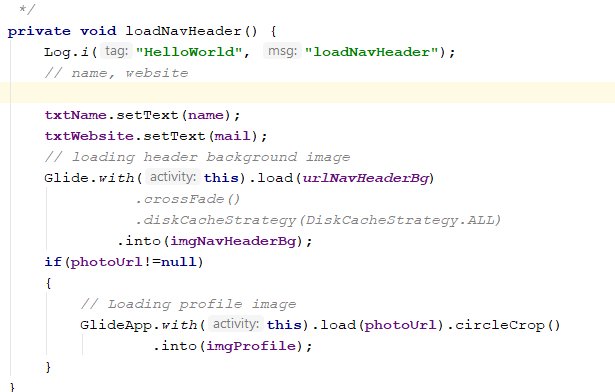 */
private void loadNavHeader() {
Log.i( tag: "HelloWorld", msg: "loadNavHeader");
// name, website
txtName.setText(name);
txtWebsite.setText(mail);
// loading header background image
Glide.with( activity: this).load(urlNavHeaderBg)
.crossFade()
.diskCacheStrategy(DiskCacheStrategy.ALL)
.into(imgNavHeaderBg);
if(photoUrl!=null)
{
// Loading profile image
GlideApp.with( activity: this).load(photoUrl).circleCrop()
.into(imgProfile);
}
}